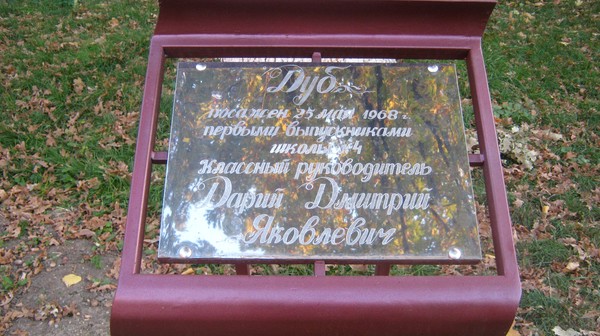 Дуб
посажен 25 мая 1968 г.
первыми выпускниками
школы №4
Классный руководитель
Дарий Дмитрий
Яковлевич